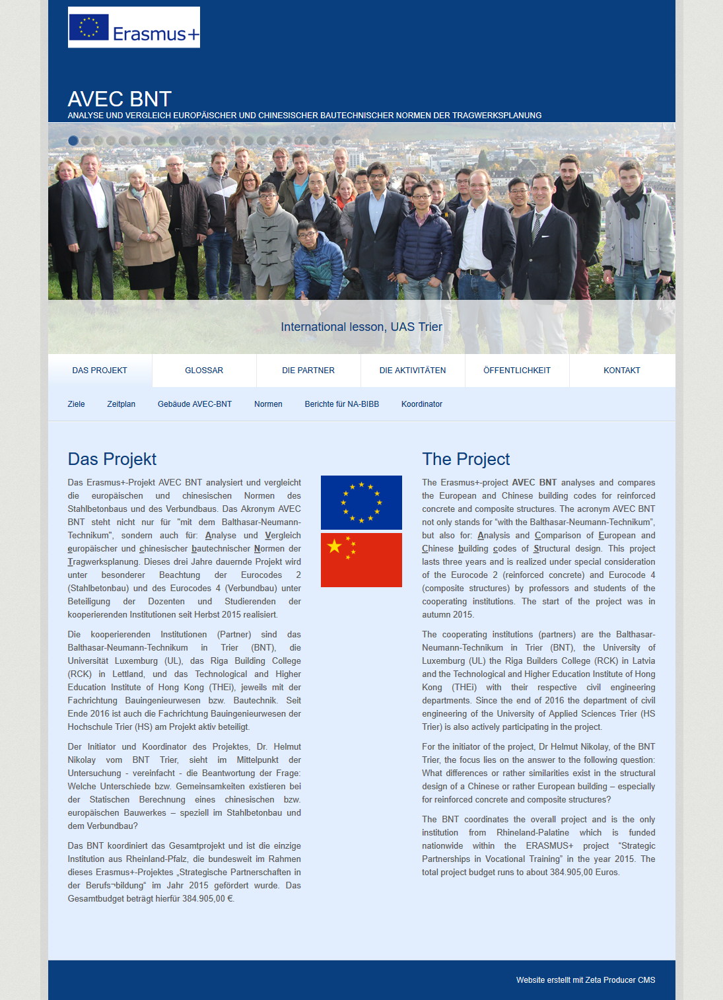 Erasmus+
AVEC BNT
ANALYSE UND VERGLEICH EUROPÄISCHER UND CHINESISCHER BAUTECHNISCHER NORMEN DER TRAGWERKSPLANUNG
International lesson, UAS Trier
DAS PROJEKT GLOSSAR DIE PARTNER DIE AKTIVITÄTEN ÖFFENTLICHKEIT KONTAKT
Ziele Zeitplan Gebäude AVEC-BNT Normen Berichte für NA-BIBB Koordinator
Das Projekt
Das Erasmus+-Projekt AVEC BNT analysiert und vergleicht
die europäischen und chinesischen Normen des
Stahlbetonbaus und des Verbundbaus. Das Akronym AVEC
BNT steht nicht nur für "mit dem Balthasar-Neumann-
Technikum", sondern auch für: Analyse und Vergleich
europäischer und chinesischer bautechnischer Normen der
Tragwerksplanung. Dieses drei Jahre dauernde Projekt wird
unter besonderer Beachtung der Eurocodes 2
(Stahlbetonbau) und des Eurocodes 4 (Verbundbau) unter
Beteiligung der Dozenten und Studierenden der
kooperierenden Institutionen seit Herbst 2015 realisiert.
Die kooperierenden Institutionen (Partner) sind das
Balthasar-Neumann-Technikum in Trier (BNT), die
Universität Luxemburg (UL), das Riga Building College
(RCK) in Lettland, und das Technological and Higher
Education Institute of Hong Kong (THEi), jeweils mit der
Fachrichtung Bauingenieurwesen bzw. Bautechnik. Seit
Ende 2016 ist auch die Fachrichtung Bauingenieurwesen der
Hochschule Trier (HS) am Projekt aktiv beteiligt.
Der Initiator und Koordinator des Projektes, Dr. Helmut
Nikolay vom BNT Trier, sieht im Mittelpunkt der
Untersuchung - vereinfacht - die Beantwortung der Frage:
Welche Unterschiede bzw. Gemeinsamkeiten existieren bei
der Statischen Berechnung eines chinesischen bzw.
europäischen Bauwerkes – speziell im Stahlbetonbau und
dem Verbundbau?
Das BNT koordiniert das Gesamtprojekt und ist die einzige
Institution aus Rheinland-Pfalz, die bundesweit im Rahmen
dieses Erasmus+-Projektes „Strategische Partnerschaften in
der Berufs¬bildung“ im Jahr 2015 gefördert wurde. Das
Gesamtbudget beträgt hierfür 384.905,00 €.
The Project
The Erasmus+-project AVEC BNT analyses and compares
the European and Chinese building codes for reinforced
concrete and composite structures. The acronym AVEC BNT
not only stands for “with the Balthasar-Neumann-Technikum”,
but also for: Analysis and Comparison of European and
Chinese building codes of Structural design. This project
lasts three years and is realized under special consideration
of the Eurocode 2 (reinforced concrete) and Eurocode 4
(composite structures) by professors and students of the
cooperating institutions. The start of the project was in
autumn 2015.
The cooperating institutions (partners) are the Balthasar-
Neumann-Technikum in Trier (BNT), the University of
Luxemburg (UL) the Riga Builders College (RCK) in Latvia
and the Technological and Higher Education Institute of Hong
Kong (THEi) with their respective civil engineering
departments. Since the end of 2016 the department of civil
engineering of the University of Applied Sciences Trier (HS
Trier) is also actively participating in the project.
For the initiator of the project, Dr Helmut Nikolay, of the BNT
Trier, the focus lies on the answer to the following question:
What differences or rather similarities exist in the structural
design of a Chinese or rather European building – especially
for reinforced concrete and composite structures?
The BNT coordinates the overall project and is the only
institution from Rhineland-Palatine which is funded
nationwide within the ERASMUS+ project “Strategic
Partnerships in Vocational Training” in the year 2015. The
total project budget runs to about 384.905,00 Euros.
Website erstellt mit Zeta Producer CMS